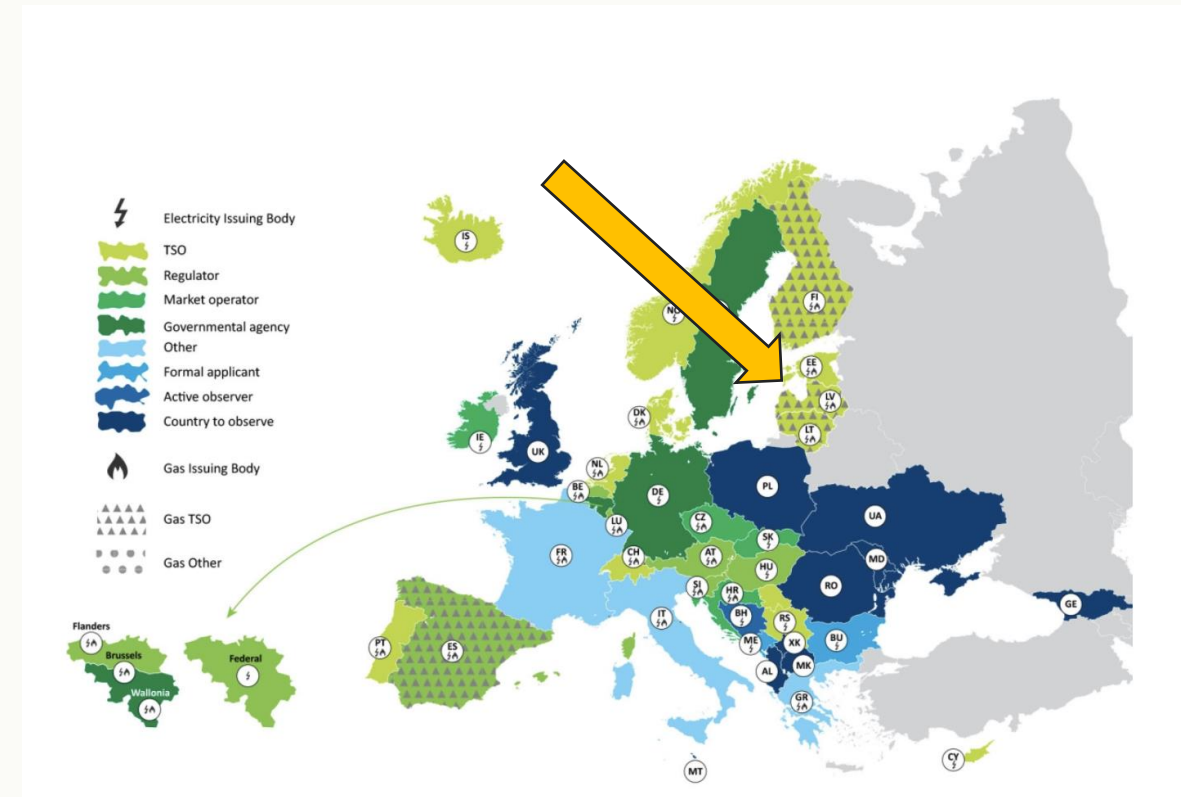 Electricity Issuing Body
TSO
Regulator
Market operator
Governmental agency
Other
Formal applicant
Active observer
Country to observe
Gas Issuing Body
Gas TSO
Gas Other
IS
NO
FI
EE
LV
LT
DK
IE
UK
NL
BE
DE
PL
LU
CZ
UA
SK
FR
CH
AT
HU
MD
RO
SI
HR
GE
IT
BH
RS
BU
ME
XK
PT
ES
AL
MK
GR
MT
CY
Flanders
Brussels
Wallonia
Federal